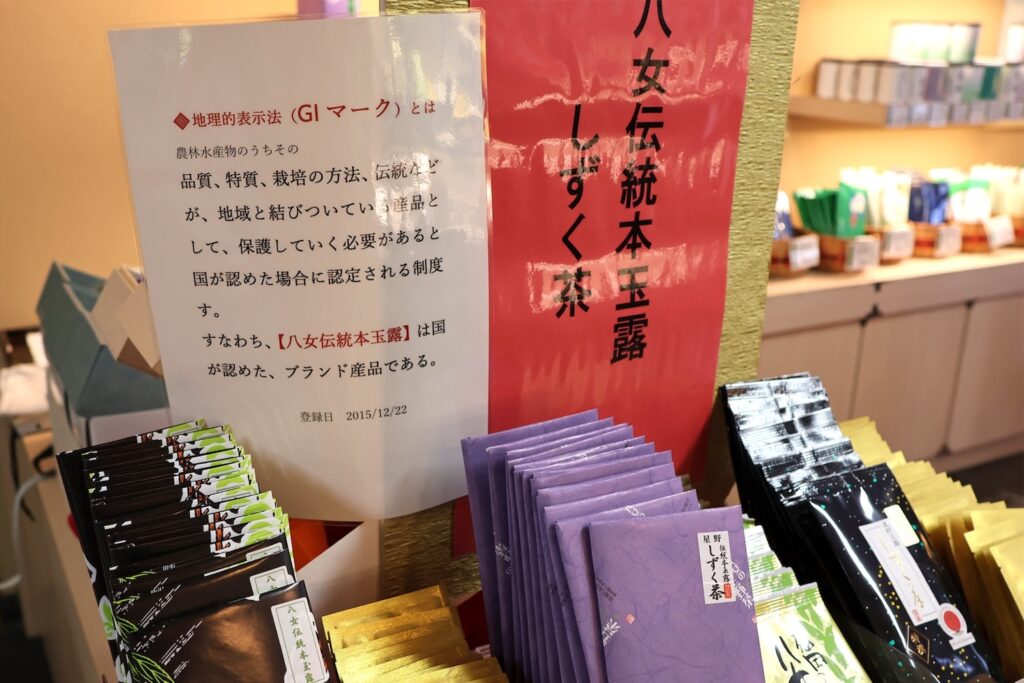 ◆地理的表示法（GIマーク）とは
農林水産物のうちその
品質、特質、栽培の方法、伝統など
が、地域と結びついている産品と
して、保護していく必要があると
国が認めた場合に認定される制度
す。
すなわち、【八女伝統本玉露】は国
が認めた、ブランド産品である。
登録日 2015/12/22
八女伝統本玉露
しずく茶
八女伝統本玉露
八
星野
伝統本玉露
しずく茶